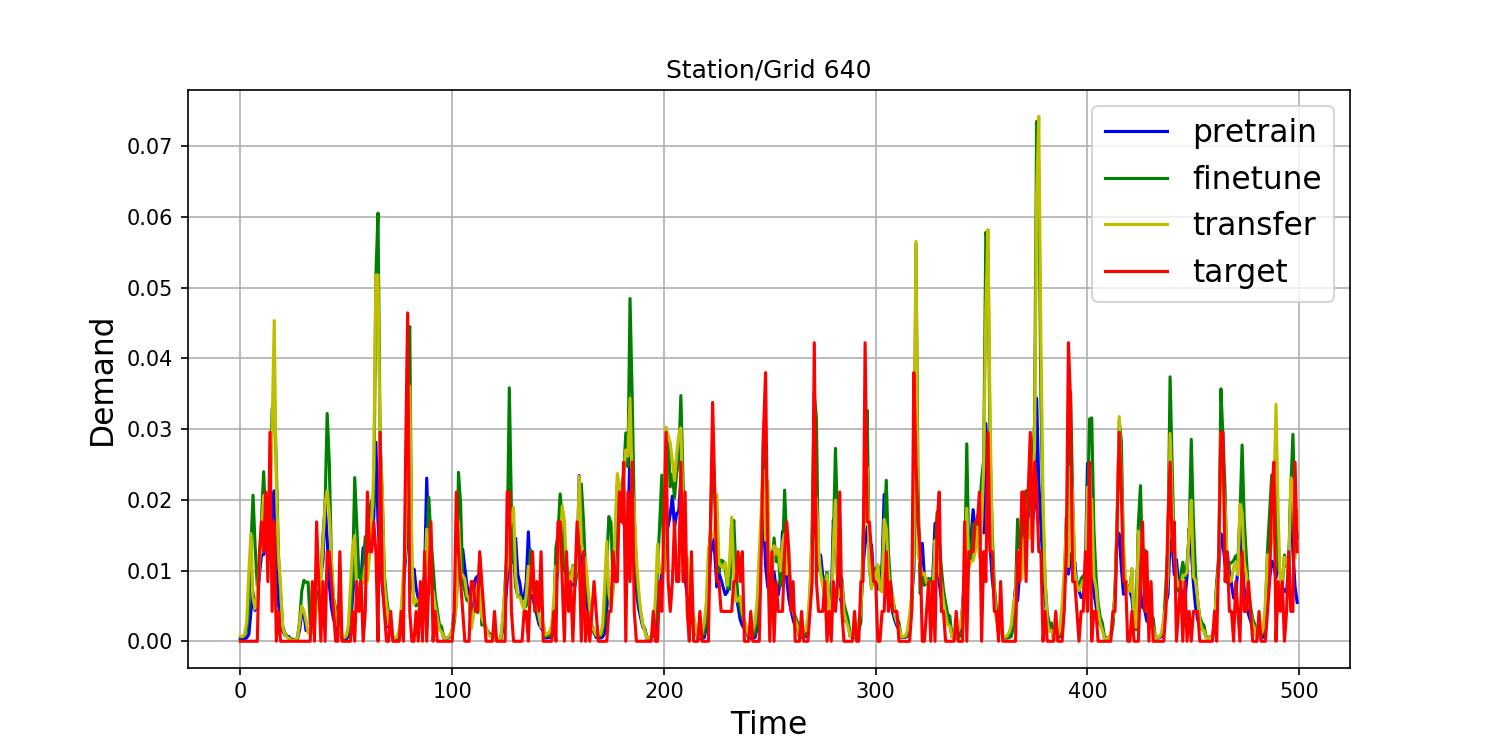 Station/Grid 640
Demand
0.07
0.06
0.05
0.04
0.03
0.02
0.01
0.00
pretrain
finetune
transfer
target
0 100 200 300 400 500
Time